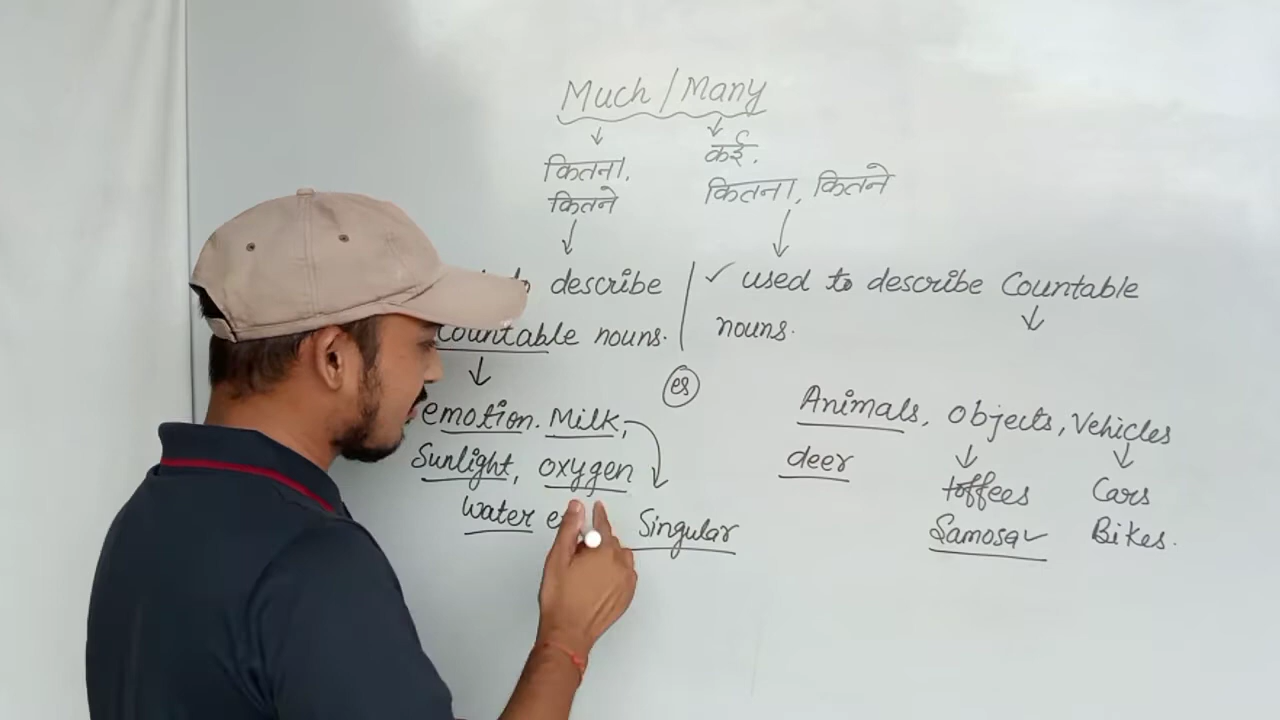 Much / Many
कितना, कई,
कितने कितना, कितने
describe
Countable nouns.
✓ used to describe Countable
nouns.
es
emotion. Milk,
Sunlight, oxygen
water
Singular
Animals, objects, Vehicles
deer toffees Cars
Samosa Bikes.